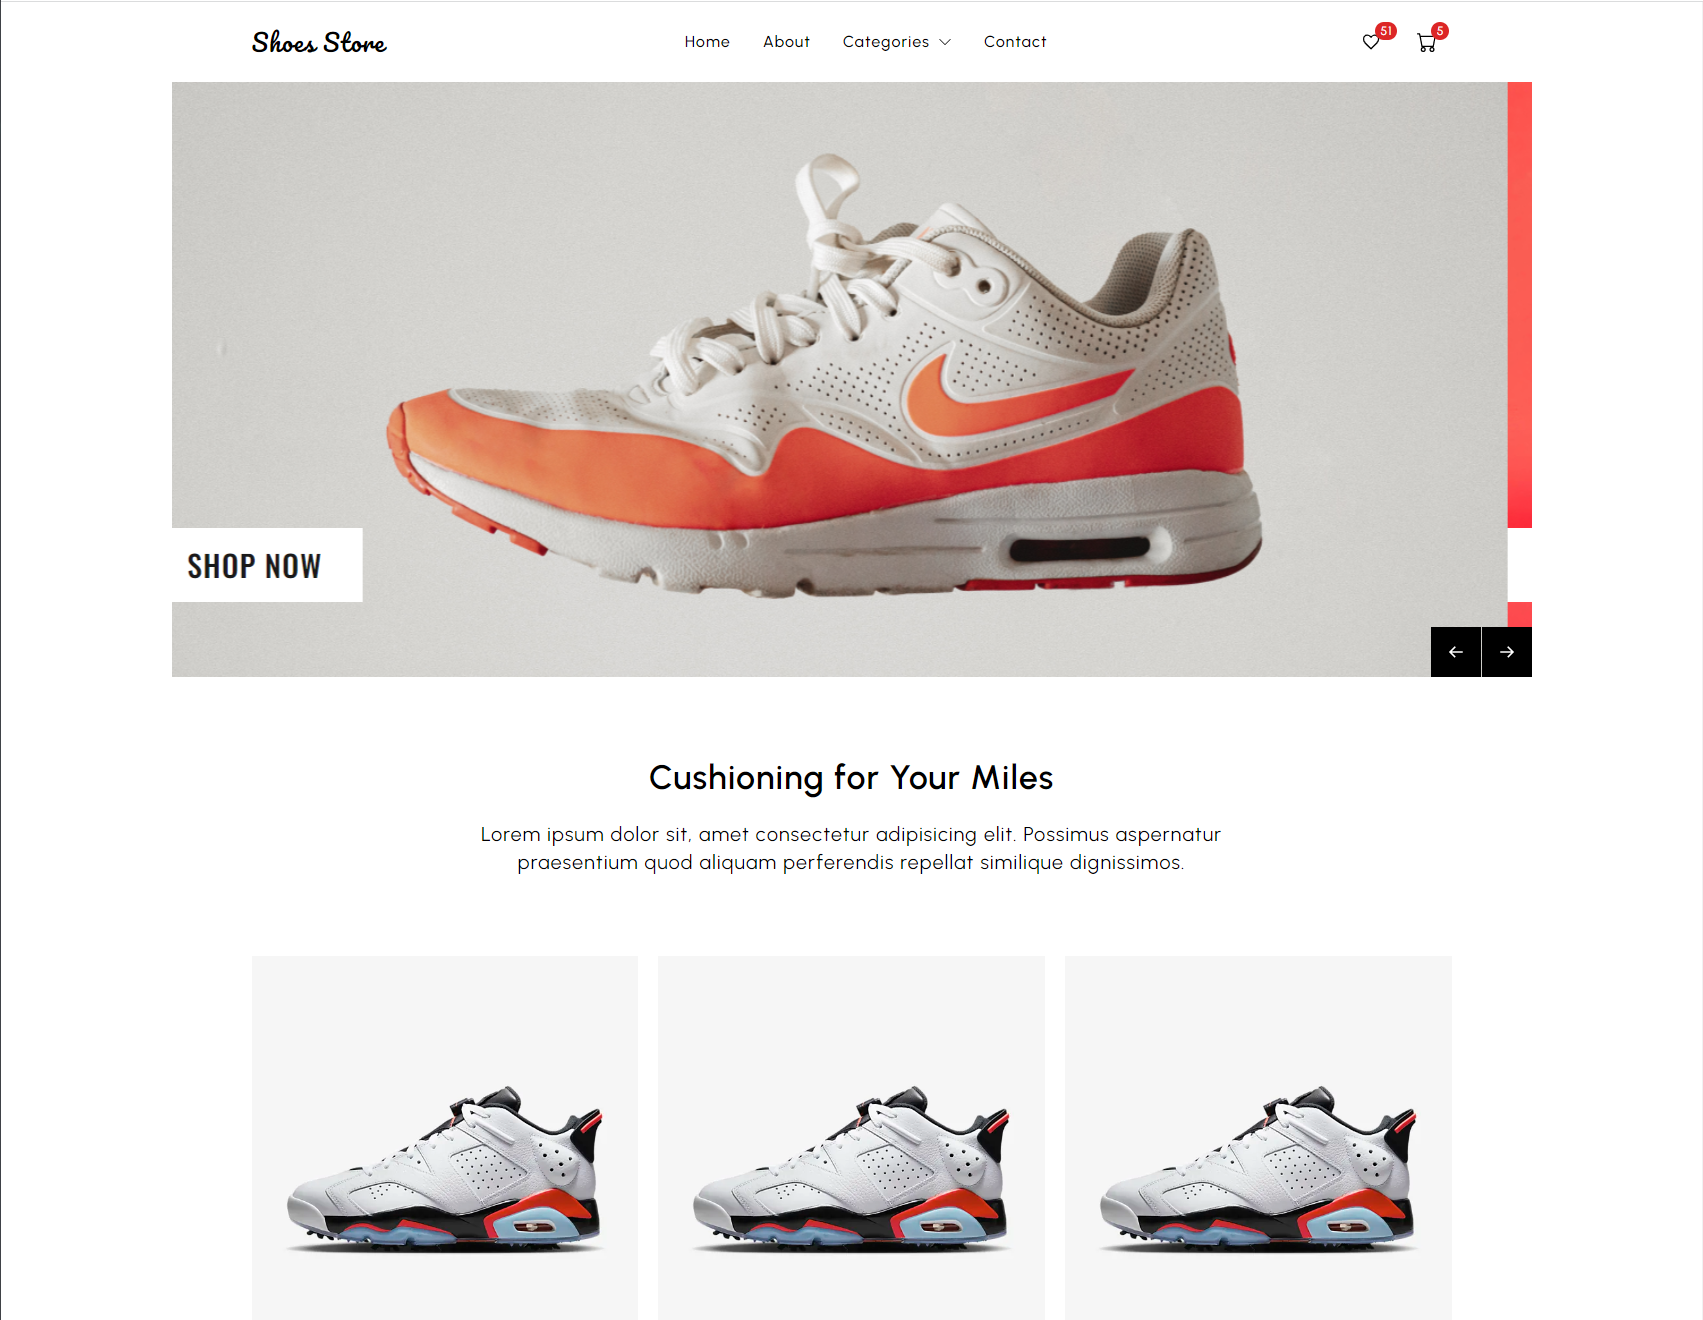 Shoes Store
Home About Categories Contact
51 5
SHOP NOW
Cushioning for Your Miles
Lorem ipsum dolor sit, amet consectetur adipisicing elit. Possimus aspernatur
praesentium quod aliquam perferendis repellat similique dignissimos.